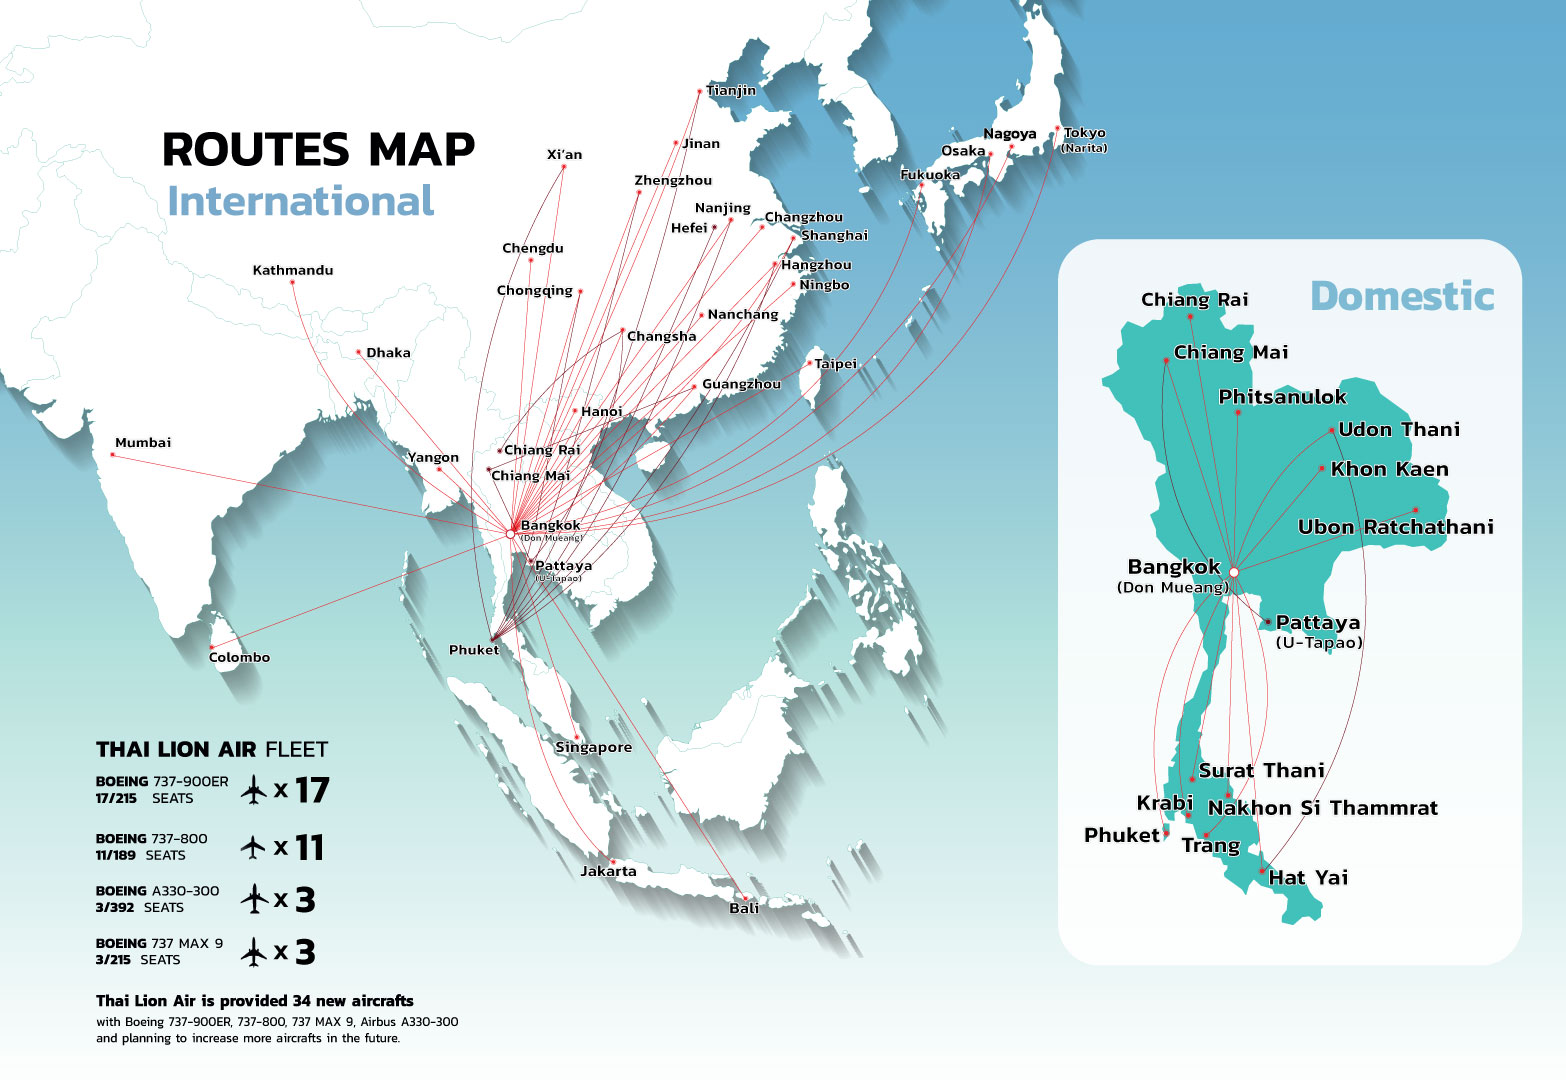 ROUTES MAP
International
Tianjin
Jinan
Xi'an
Zhengzhou
Nanjing
Hefei
Changzhou
Shanghai
Hangzhou
Ningbo
Chengdu
Chongqing
Nanchang
Changsha
Kathmandu
Dhaka
Taipei
Guangzhou
Hanoi
Nagoya
Osaka
Tokyo
(Narita)
Fukuoka
Mumbai
Yangon
Chiang Rai
Chiang Mai
Bangkok
(Don Mueang)
Pattaya
(U-Tapao)
Phuket
Colombo
Singapore
Jakarta
Bali
THAI LION AIR FLEET
BOEING 737-900ER
17/215 SEATS
x 17
BOEING 737-800
11/189 SEATS
x 11
BOEING A330-300
3/392 SEATS
x 3
BOEING 737 MAX 9
3/215 SEATS
x 3
Thai Lion Air is provided 34 new aircrafts
with Boeing 737-900ER, 737-800, 737 MAX 9, Airbus A330-300
and planning to increase more aircrafts in the future.
Domestic
Chiang Rai
Chiang Mai
Phitsanulok
Udon Thani
Khon Kaen
Ubon Ratchathani
Bangkok
(Don Mueang)
Pattaya
(U-Tapao)
Surat Thani
Krabi
Nakhon Si Thammrat
Phuket
Trang
Hat Yai